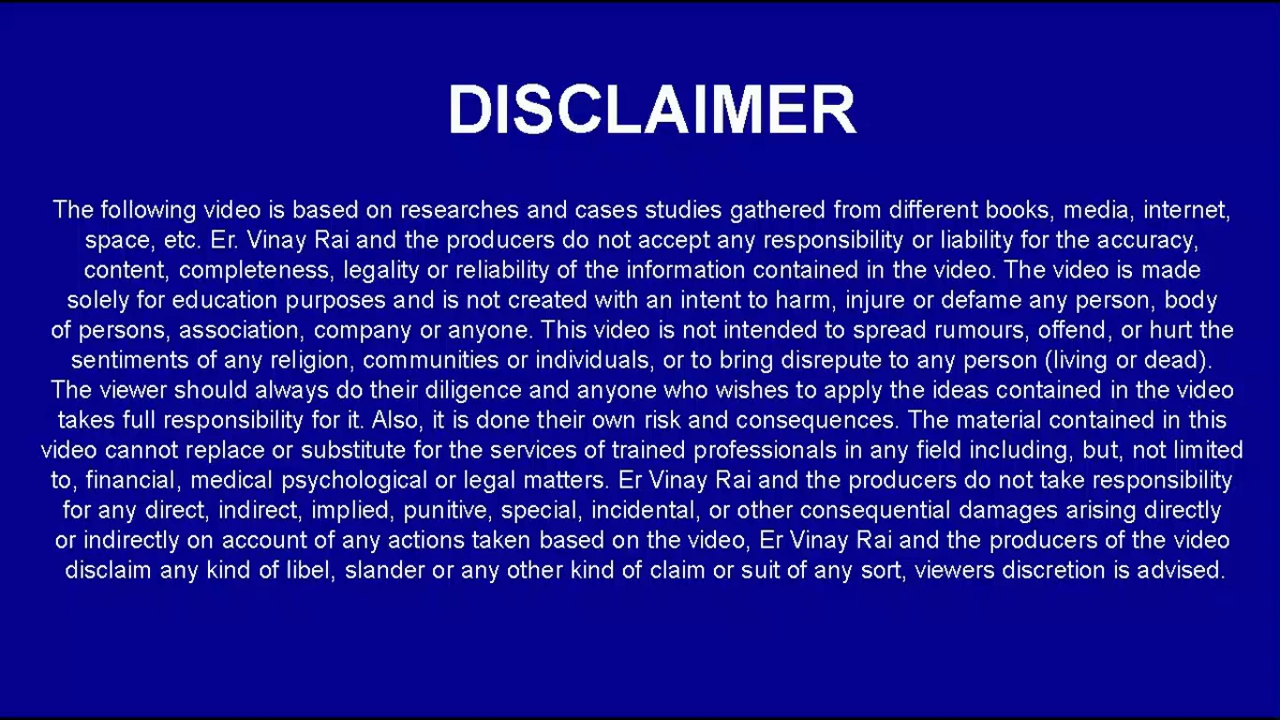 DISCLAIMER
The following video is based on researches and cases studies gathered from different books, media, internet,
space, etc. Er. Vinay Rai and the producers do not accept any responsibility or liability for the accuracy,
content, completeness, legality or reliability of the information contained in the video. The video is made
solely for education purposes and is not created with an intent to harm, injure or defame any person, body
of persons, association, company or anyone. This video is not intended to spread rumours, offend, or hurt the
sentiments of any religion, communities or individuals, or to bring disrepute to any person (living or dead).
The viewer should always do their diligence and anyone who wishes to apply the ideas contained in the video
takes full responsibility for it. Also, it is done their own risk and consequences. The material contained in this
video cannot replace or substitute for the services of trained professionals in any field including, but, not limited
to, financial, medical psychological or legal matters. Er Vinay Rai and the producers do not take responsibility
for any direct, indirect, implied, punitive, special, incidental, or other consequential damages arising directly
or indirectly on account of any actions taken based on the video, Er Vinay Rai and the producers of the video
disclaim any kind of libel, slander or any other kind of claim or suit of any sort, viewers discretion is advised.